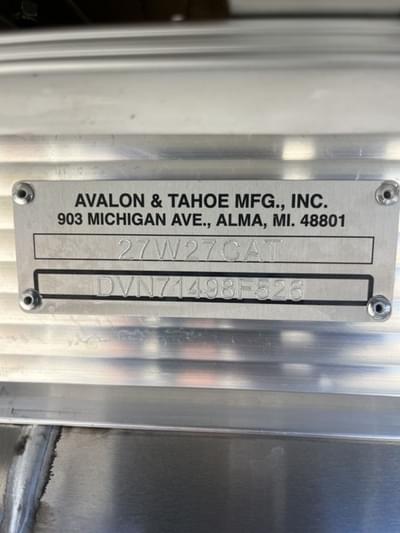 AVALON & TAHOE MFG., INC.
903 MICHIGAN AVE., ALMA, MI. 48801
27W27CAT
DVN71498F526